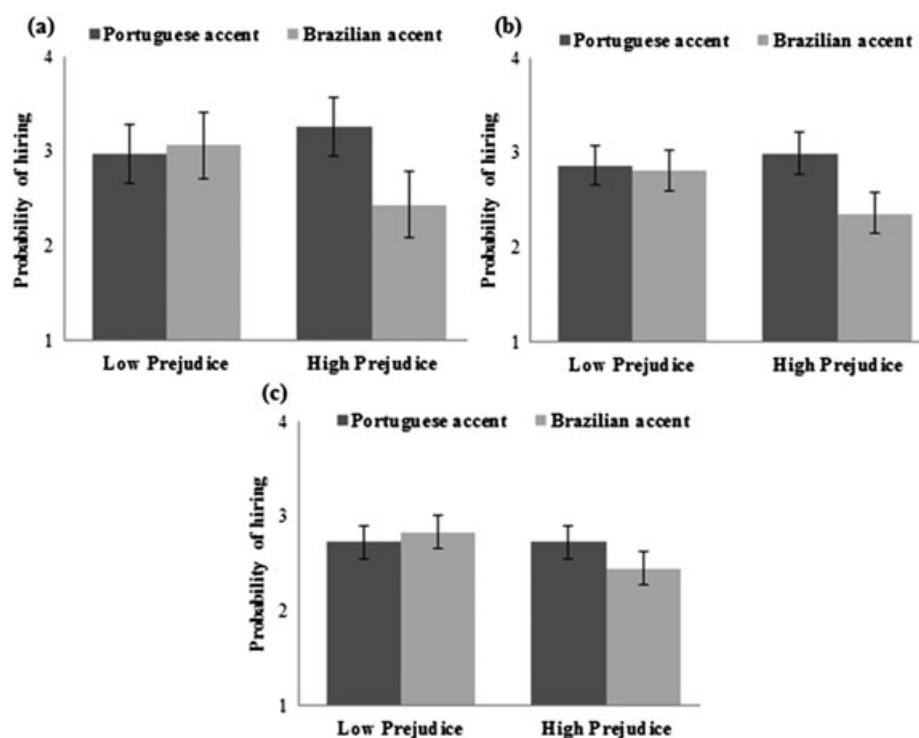 (a)
Portuguese accent Brazilian accent
4
3
2
1
Probability of hiring
Low Prejudice High Prejudice
(b)
Portuguese accent Brazilian accent
4
3
2
1
Probability of hiring
Low Prejudice High Prejudice
(c)
Portuguese accent Brazilian accent
4
3
2
1
Probability of hiring
Low Prejudice High Prejudice